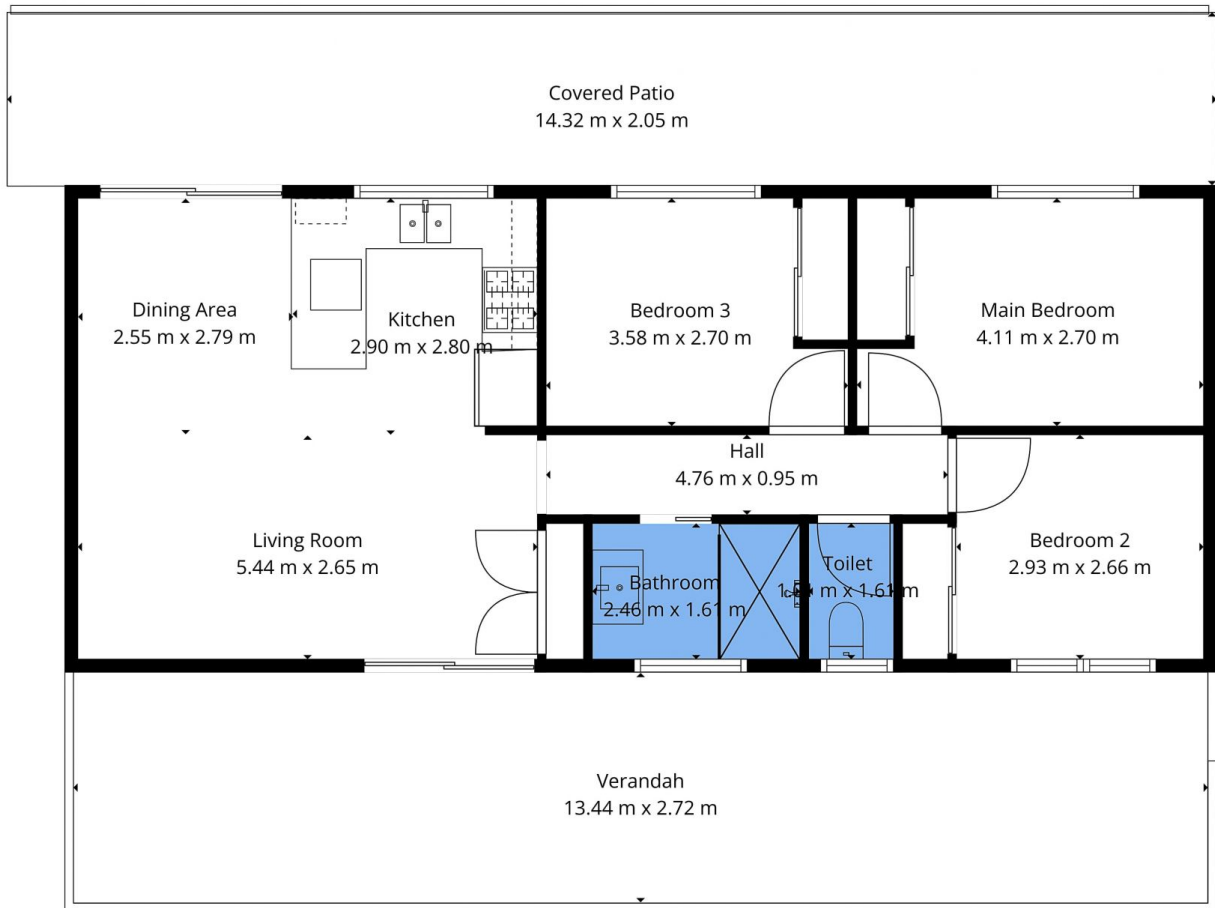 Covered Patio
14.32 m x 2.05 m
Dining Area
2.55 m x 2.79 m
Kitchen
2.90 m x 2.80 m
Bedroom 3
3.58 m x 2.70 m
Main Bedroom
4.11 m x 2.70 m
Hall
4.76 m x 0.95 m
Living Room
5.44 m x 2.65 m
Bathroom
2.46 m x 1.61 m
Toilet
m x 1.61 m
Bedroom 2
2.93 m x 2.66 m
Verandah
13.44 m x 2.72 m